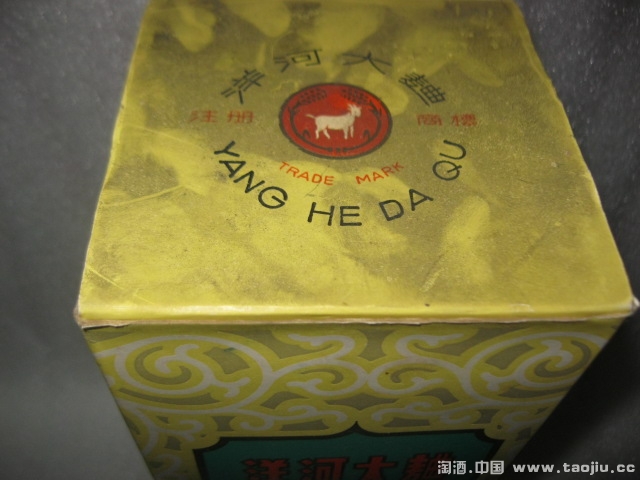 洋河大麯
注册 商標
TRADE MARK
YANG HE DA QU
洋河大麯
淘酒.中国 www.taojiu.cc